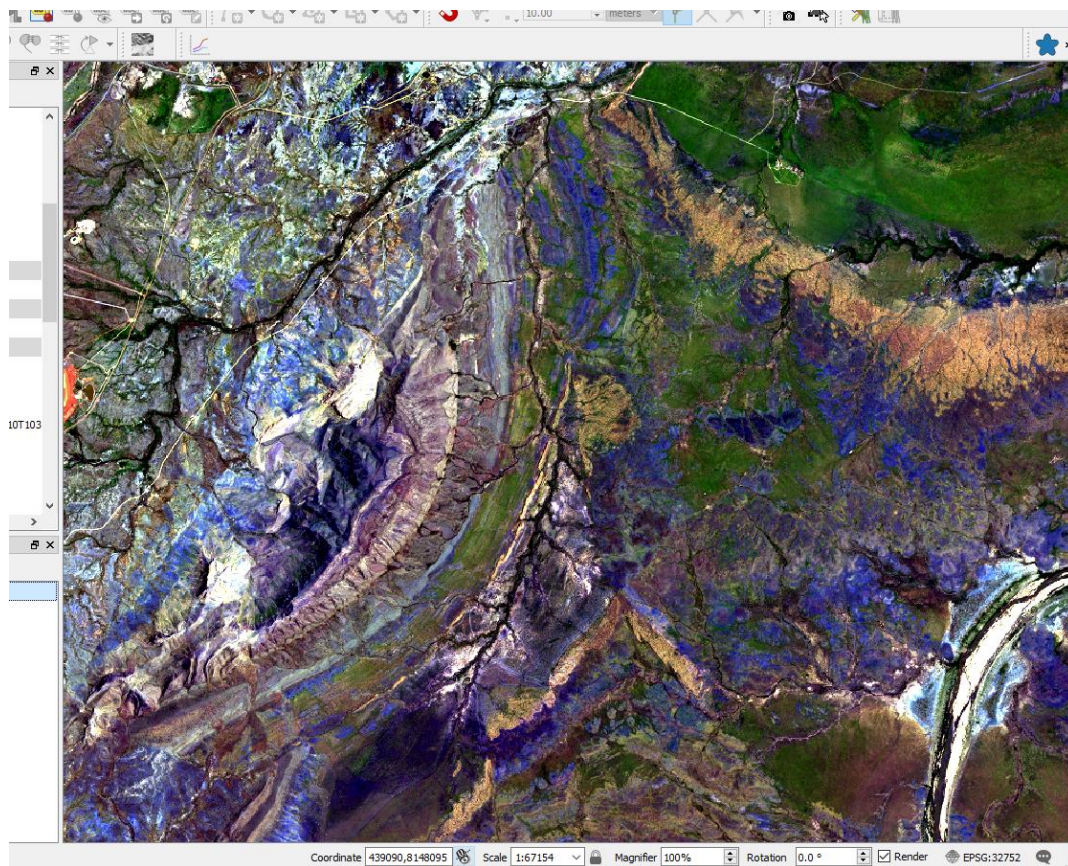 10.00 meters
10T103
Coordinate 439090,8148095 Scale 1:67154 Magnifier 100% Rotation 0.0 ° Render EPSG:32752